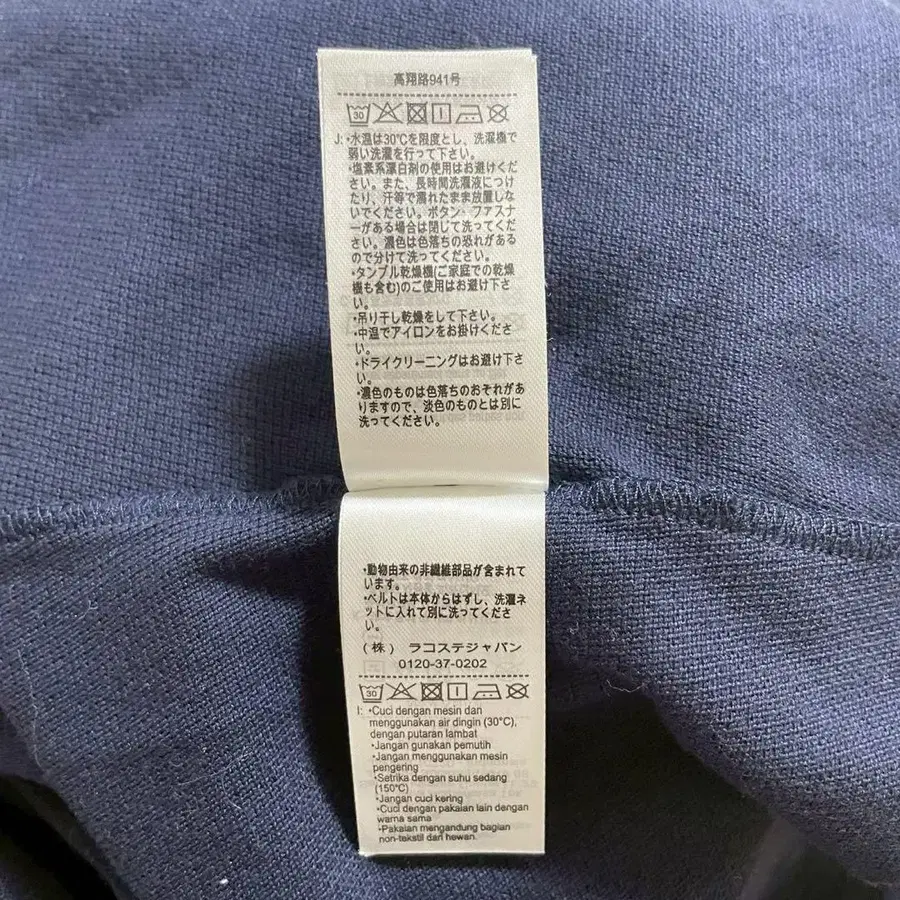 高翔路941号
30
J: •水温は30℃を限度とし、洗濯機で
弱い洗濯を行って下さい。
•塩素系漂白剤の使用はお避けくだ
さい。また、長時間洗濯液につけ
たり、汗等で濡れたまま放置しな
いでください。ボタン、ファスナ
ーがある場合は閉じて洗ってくだ
さい。濃色は色落ちの恐れがある
ので分けて洗ってください。
•タンブル乾燥機(ご家庭での乾燥
機も含む)のご使用はお避け下さ
い。
•吊り干し乾燥をして下さい。
•中温でアイロンをお掛けくださ
い。
•ドライクリーニングはお避け下さ
い。
•濃色のものは色落ちのおそれがあ
りますので、淡色のものとは別に
洗ってください。
•動物由来の非繊維部品が含まれて
います。
•ベルトは本体からはずし、洗濯ネ
ットに入れて別に洗ってくださ
い。
(株) ラコステジャパン
0120-37-0202
30
I: •Cuci dengan mesin dan
menggunakan air dingin (30°C),
dengan putaran lambat
•Jangan gunakan pemutih
•Jangan menggunakan mesin
pengering
•Setrika dengan suhu sedang
(150°C)
•Jangan cuci kering
•Cuci dengan pakaian lain dengan
warna sama
•Pakaian mengandung bagian
non-tekstil dari hewan.